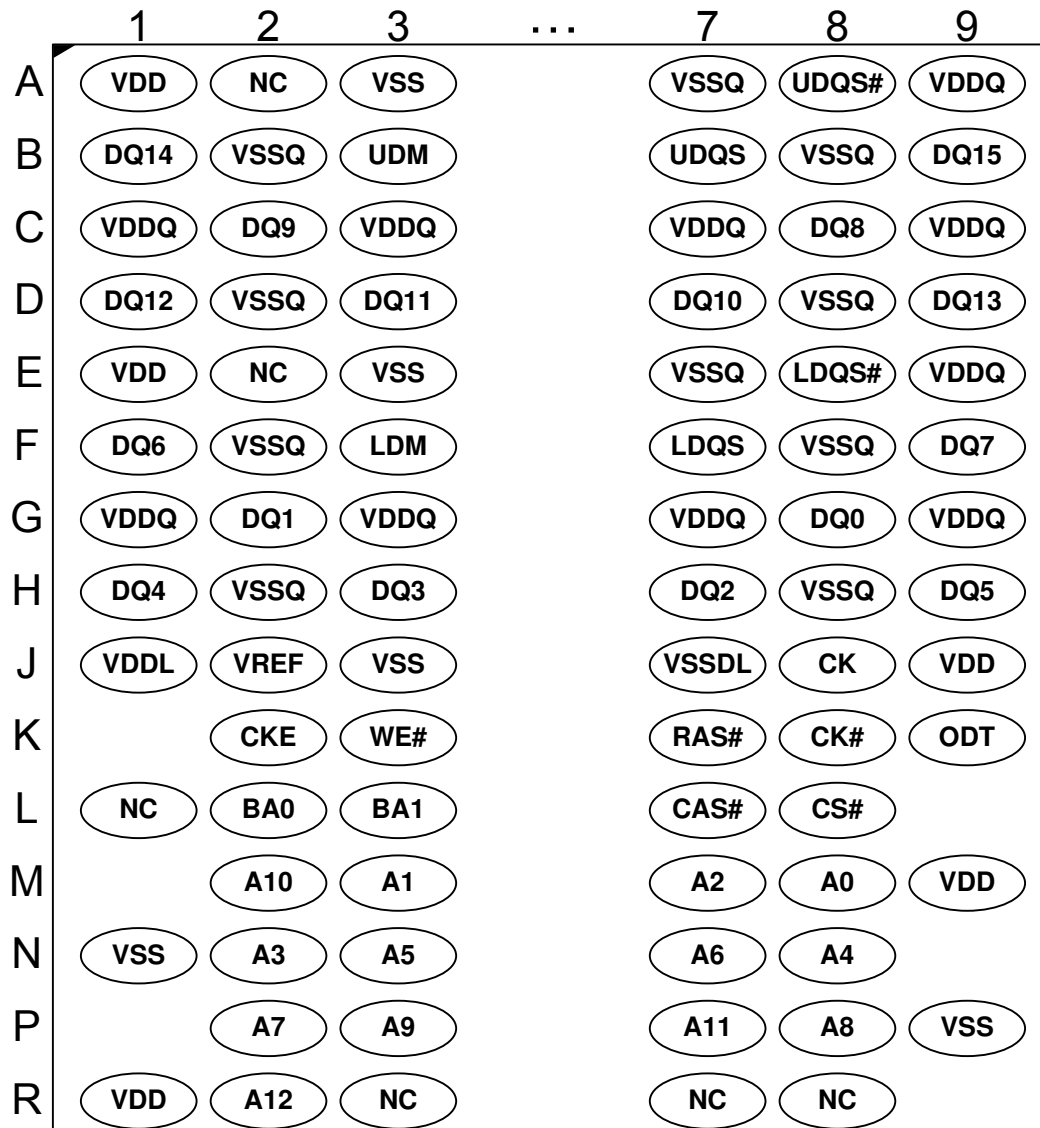 1 2 3 ... 7 8 9
A VDD NC VSS VSSQ UDQS# VDDQ
B DQ14 VSSQ UDM UDQS VSSQ DQ15
C VDDQ DQ9 VDDQ VDDQ DQ8 VDDQ
D DQ12 VSSQ DQ11 DQ10 VSSQ DQ13
E VDD NC VSS VSSQ LDQS# VDDQ
F DQ6 VSSQ LDM LDQS VSSQ DQ7
G VDDQ DQ1 VDDQ VDDQ DQ0 VDDQ
H DQ4 VSSQ DQ3 DQ2 VSSQ DQ5
J VDDL VREF VSS VSSDL CK VDD
K CKE WE# RAS# CK# ODT
L NC BA0 BA1 CAS# CS#
M A10 A1 A2 A0 VDD
N VSS A3 A5 A6 A4
P A7 A9 A11 A8 VSS
R VDD A12 NC NC NC